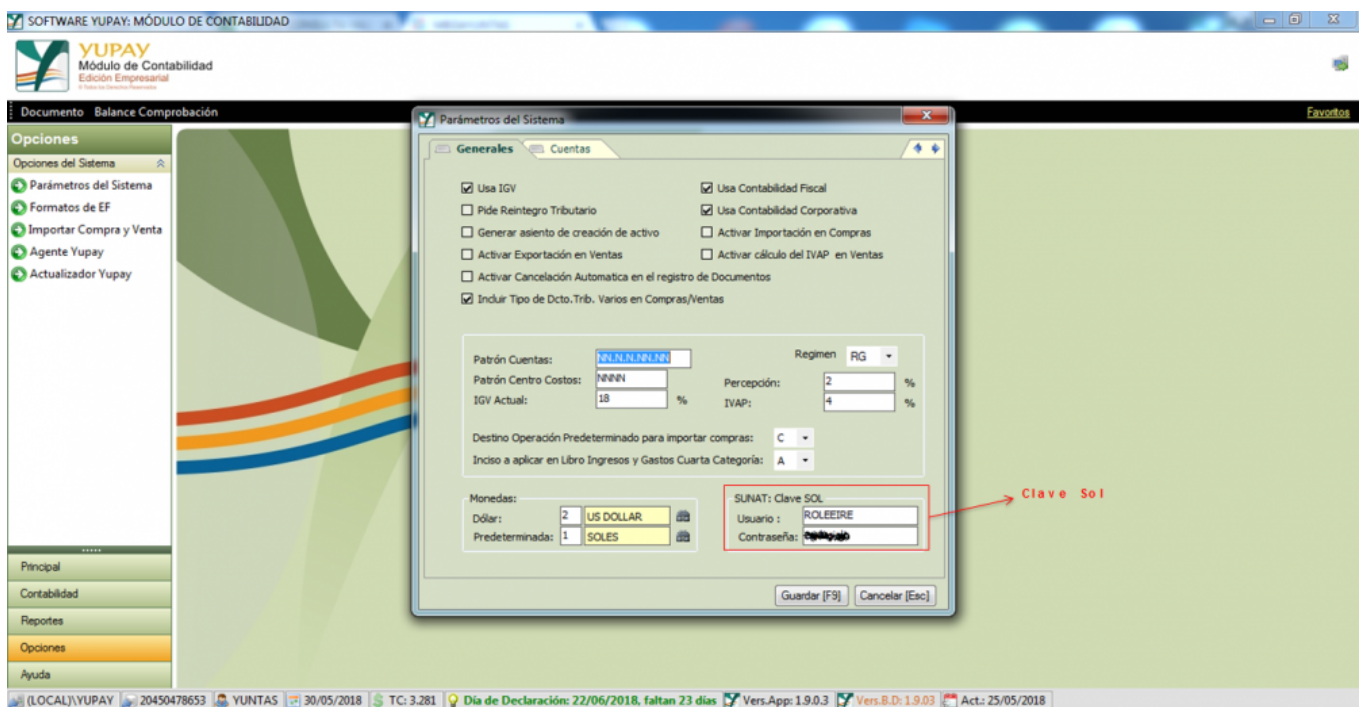 SOFTWARE YUPAY: MÓDULO DE CONTABILIDAD
YUPAY
Módulo de Contabilidad
Edición Empresarial
Documento Balance Comprobación Favoritos
Opciones
Opciones del Sistema
Parámetros del Sistema
Formatos de EF
Importar Compra y Venta
Agente Yupay
Actualizador Yupay
Principal
Contabilidad
Reportes
Opciones
Ayuda
Parámetros del Sistema
Generales Cuentas
Usa IGV Usa Contabilidad Fiscal
Pide Reintegro Tributario Usa Contabilidad Corporativa
Generar asiento de creación de activo Activar Importación en Compras
Activar Exportación en Ventas Activar cálculo del IVAP en Ventas
Activar Cancelación Automatica en el registro de Documentos
Incluir Tipo de Dcto.Trib. Varios en Compras/Ventas
Patrón Cuentas: NN.N.N.NN.NN Regimen RG
Patrón Centro Costos: NNNN Percepción: 2 %
IGV Actual: 18 % IVAP: 4 %
Destino Operación Predeterminado para importar compras: C
Inciso a aplicar en Libro Ingresos y Gastos Cuarta Categoría: A
Monedas: SUNAT: Clave SOL
Dólar: 2 US DOLLAR Usuario : ROLEEIRE
Predeterminada: 1 SOLES Contraseña:
Clave Sol
Guardar [F9] Cancelar [Esc]
(LOCAL)\YUPAY 20450478653 YUNTAS 30/05/2018 TC: 3.281 Día de Declaración: 22/06/2018, faltan 23 días Vers.App: 1.9.0.3 Vers.B.D: 1.9.03 Act.: 25/05/2018